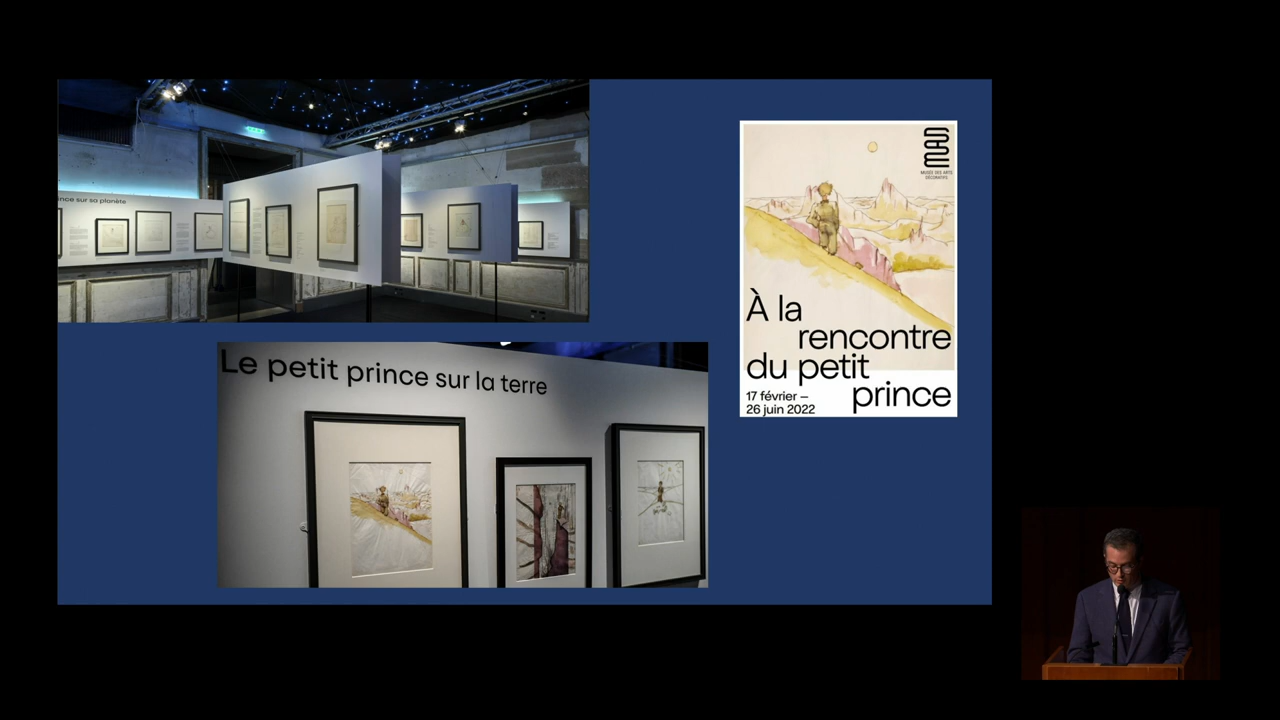 ince sur sa planète
Le petit prince sur la terre
MAD
MUSÉE DES ARTS
DÉCORATIFS
À la
rencontre
du petit
prince
17 février –
26 juin 2022